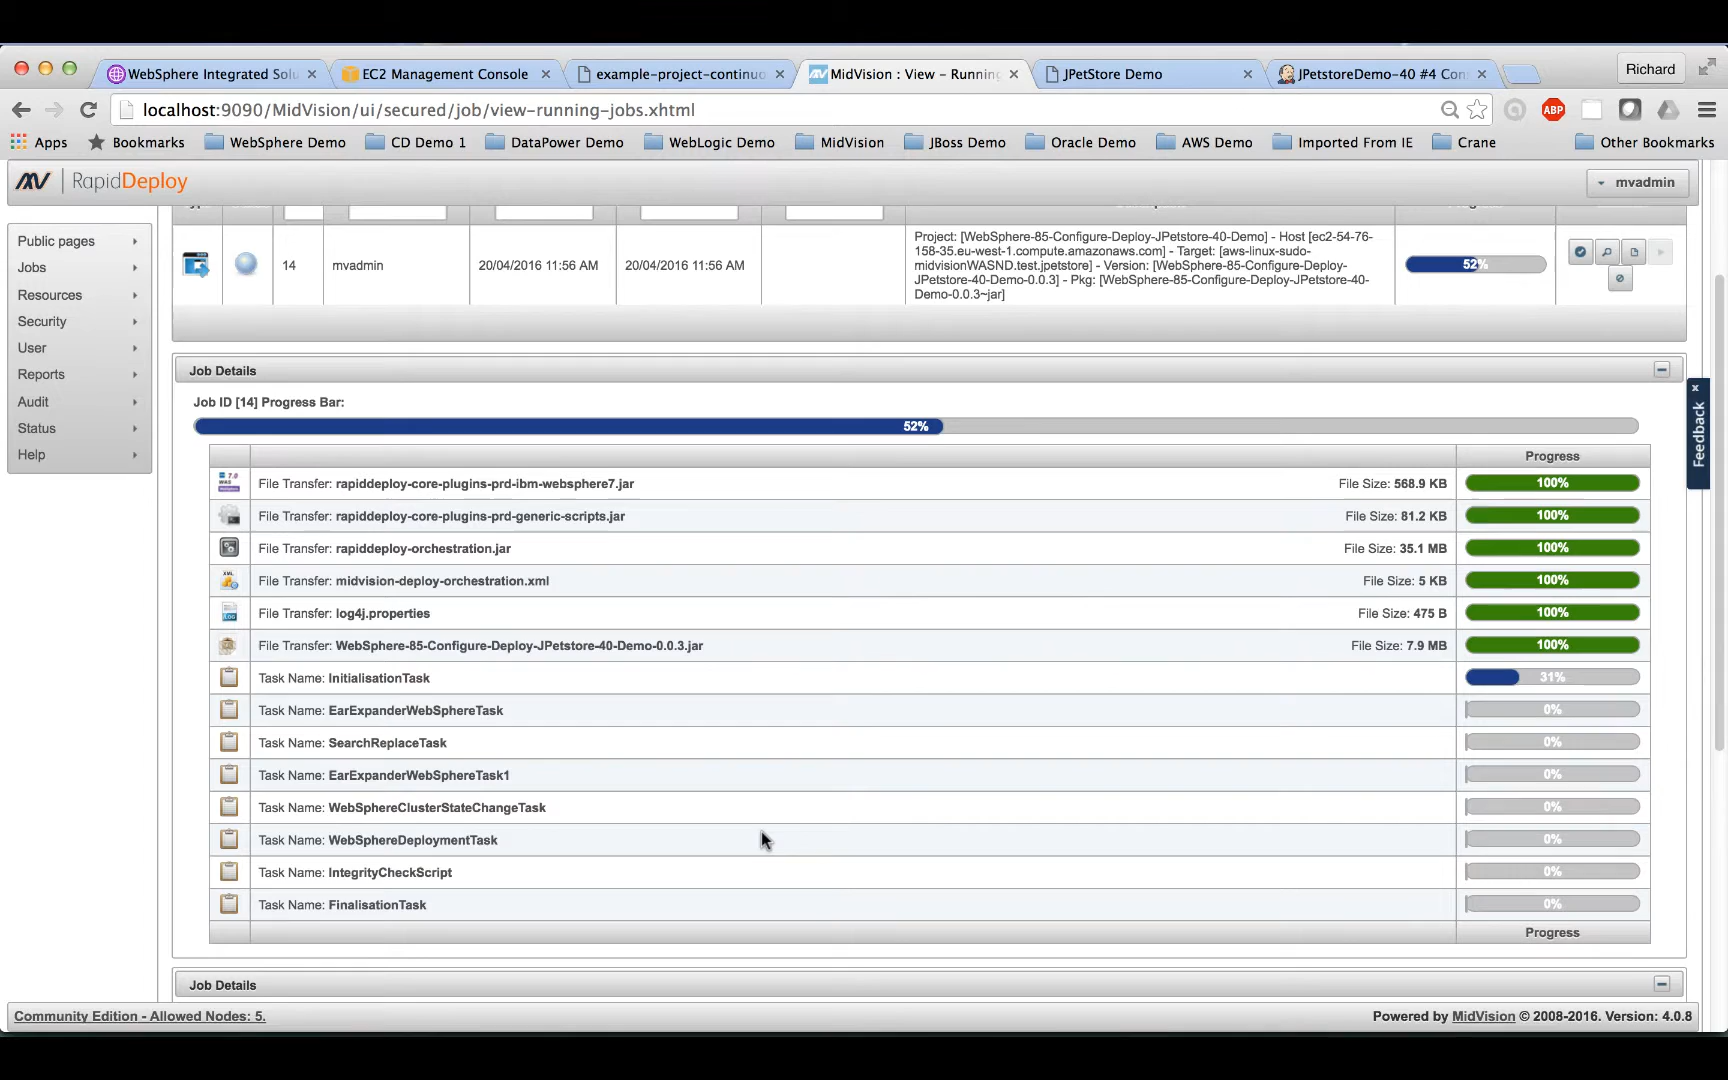 WebSphere Integrated Solu
EC2 Management Console
example-project-continuo
MidVision : View – Running
JPetStore Demo
JPetstoreDemo-40 #4 Con
Richard
localhost:9090/MidVision/ui/secured/job/view-running-jobs.xhtml
ABP
Apps
Bookmarks
WebSphere Demo
CD Demo 1
DataPower Demo
WebLogic Demo
MidVision
JBoss Demo
Oracle Demo
AWS Demo
Imported From IE
Crane
Other Bookmarks
RapidDeploy
mvadmin
Public pages
Jobs
Resources
Security
User
Reports
Audit
Status
Help
14
mvadmin
20/04/2016 11:56 AM
20/04/2016 11:56 AM
Project: [WebSphere-85-Configure-Deploy-JPetstore-40-Demo] - Host [ec2-54-76-
158-35.eu-west-1.compute.amazonaws.com] - Target: [aws-linux-sudo-
midvisionWASND.test.jpetstore] - Version: [WebSphere-85-Configure-Deploy-
JPetstore-40-Demo-0.0.3] - Pkg: [WebSphere-85-Configure-Deploy-JPetstore-40-
Demo-0.0.3~jar]
52%
Job Details
Job ID [14] Progress Bar:
52%
Progress
File Transfer: rapiddeploy-core-plugins-prd-ibm-websphere7.jar File Size: 568.9 KB 100%
File Transfer: rapiddeploy-core-plugins-prd-generic-scripts.jar File Size: 81.2 KB 100%
File Transfer: rapiddeploy-orchestration.jar File Size: 35.1 MB 100%
File Transfer: midvision-deploy-orchestration.xml File Size: 5 KB 100%
File Transfer: log4j.properties File Size: 475 B 100%
File Transfer: WebSphere-85-Configure-Deploy-JPetstore-40-Demo-0.0.3.jar File Size: 7.9 MB 100%
Task Name: InitialisationTask 31%
Task Name: EarExpanderWebSphereTask 0%
Task Name: SearchReplaceTask 0%
Task Name: EarExpanderWebSphereTask1 0%
Task Name: WebSphereClusterStateChangeTask 0%
Task Name: WebSphereDeploymentTask 0%
Task Name: IntegrityCheckScript 0%
Task Name: FinalisationTask 0%
Progress
Job Details
Feedback
x
Community Edition - Allowed Nodes: 5.
Powered by MidVision © 2008-2016. Version: 4.0.8